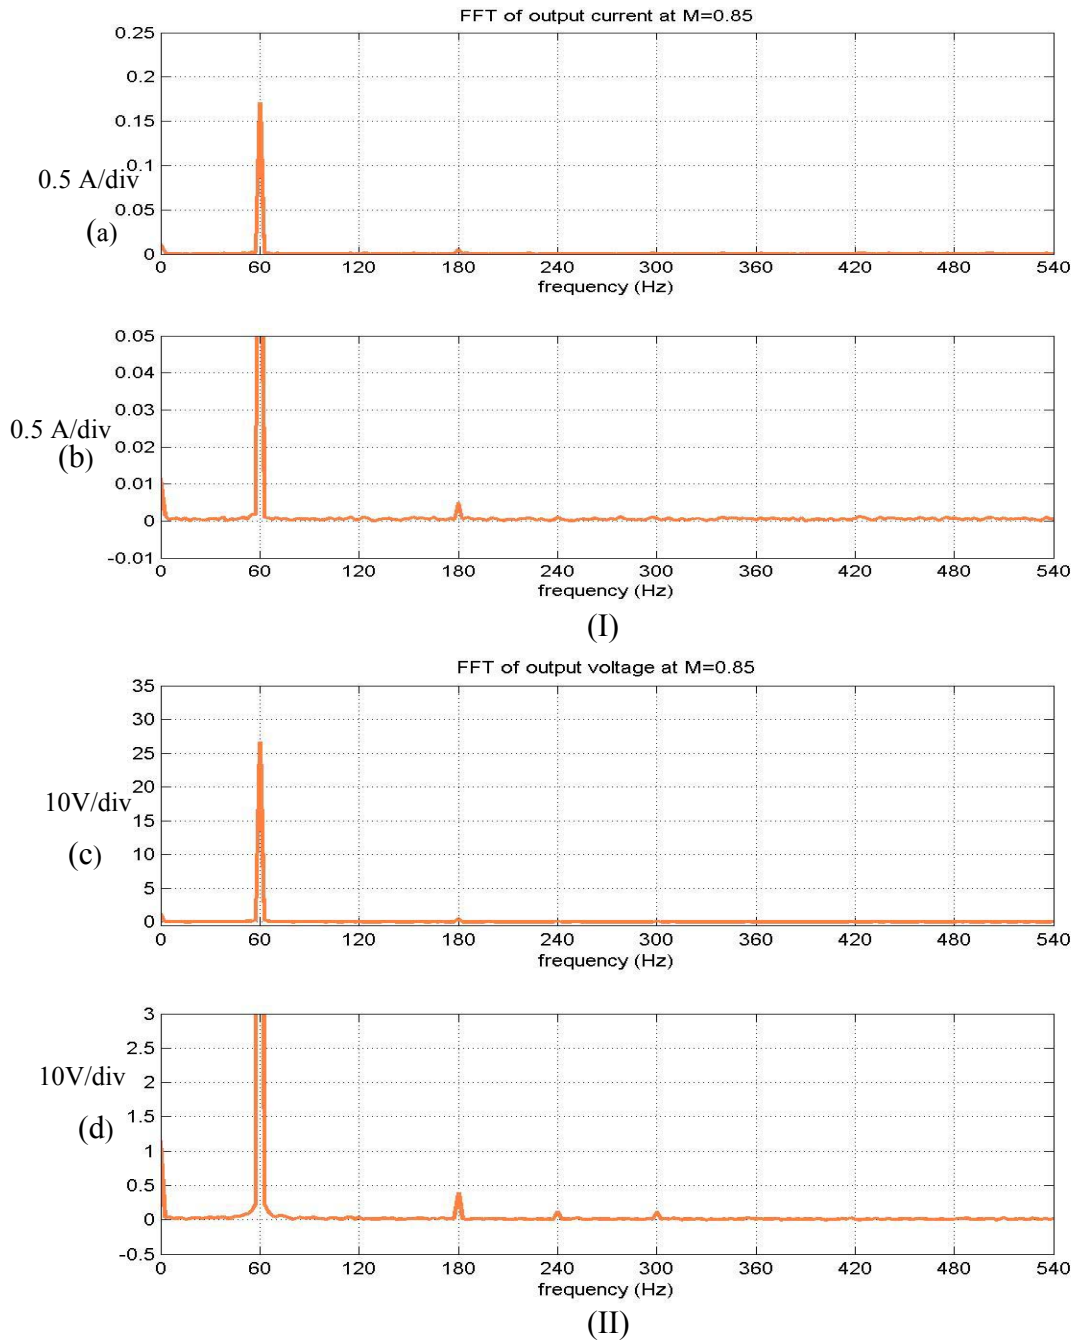 FFT of output current at M=0.85
0.25
0.2
0.15
0.1
0.05
0
0.5 A/div
(a)
0 60 120 180 240 300 360 420 480 540
frequency (Hz)
0.05
0.04
0.03
0.02
0.01
0
-0.01
0.5 A/div
(b)
0 60 120 180 240 300 360 420 480 540
frequency (Hz)
(I)
FFT of output voltage at M=0.85
35
30
25
20
15
10
5
0
10V/div
(c)
0 60 120 180 240 300 360 420 480 540
frequency (Hz)
3
2.5
2
1.5
1
0.5
0
-0.5
10V/div
(d)
0 60 120 180 240 300 360 420 480 540
frequency (Hz)
(II)